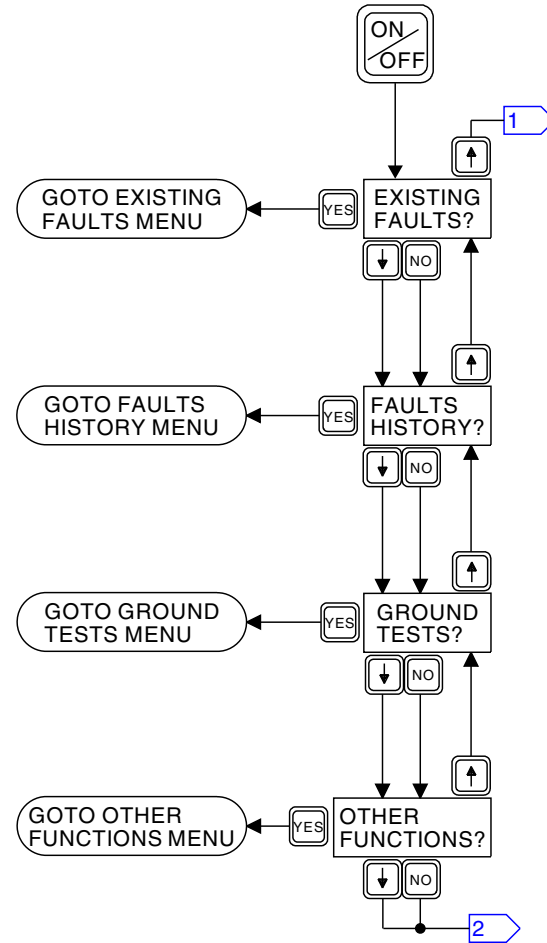 ON
OFF
1
GOTO EXISTING
FAULTS MENU
YES
EXISTING
FAULTS?
NO
GOTO FAULTS
HISTORY MENU
YES
FAULTS
HISTORY?
NO
GOTO GROUND
TESTS MENU
YES
GROUND
TESTS?
NO
GOTO OTHER
FUNCTIONS MENU
YES
OTHER
FUNCTIONS?
NO
2